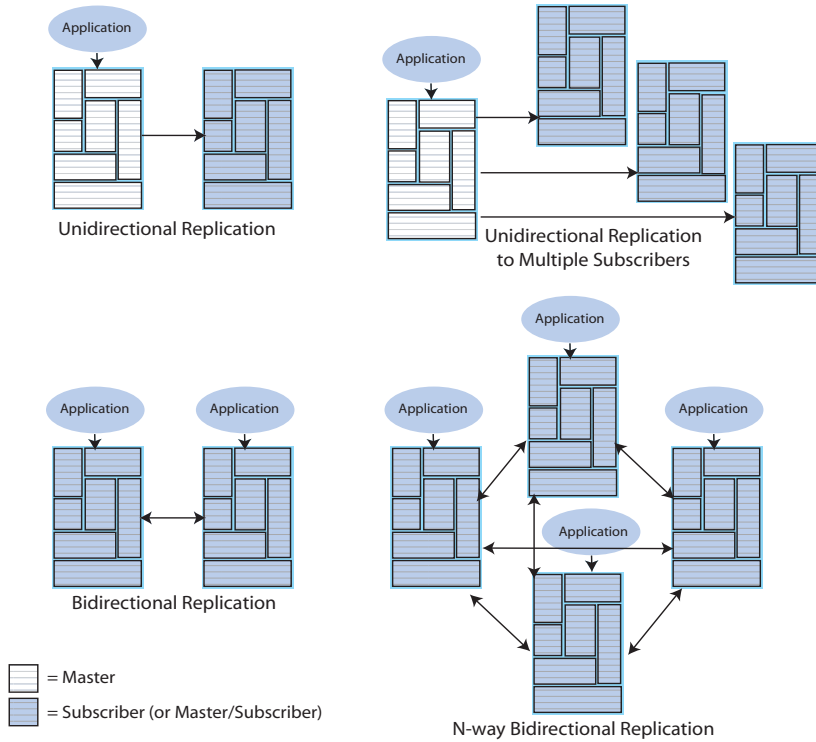 Application
Unidirectional Replication
Application
Unidirectional Replication
to Multiple Subscribers
Application
Application
Bidirectional Replication
Application
Application
Application
Application
N-way Bidirectional Replication
= Master
= Subscriber (or Master/Subscriber)